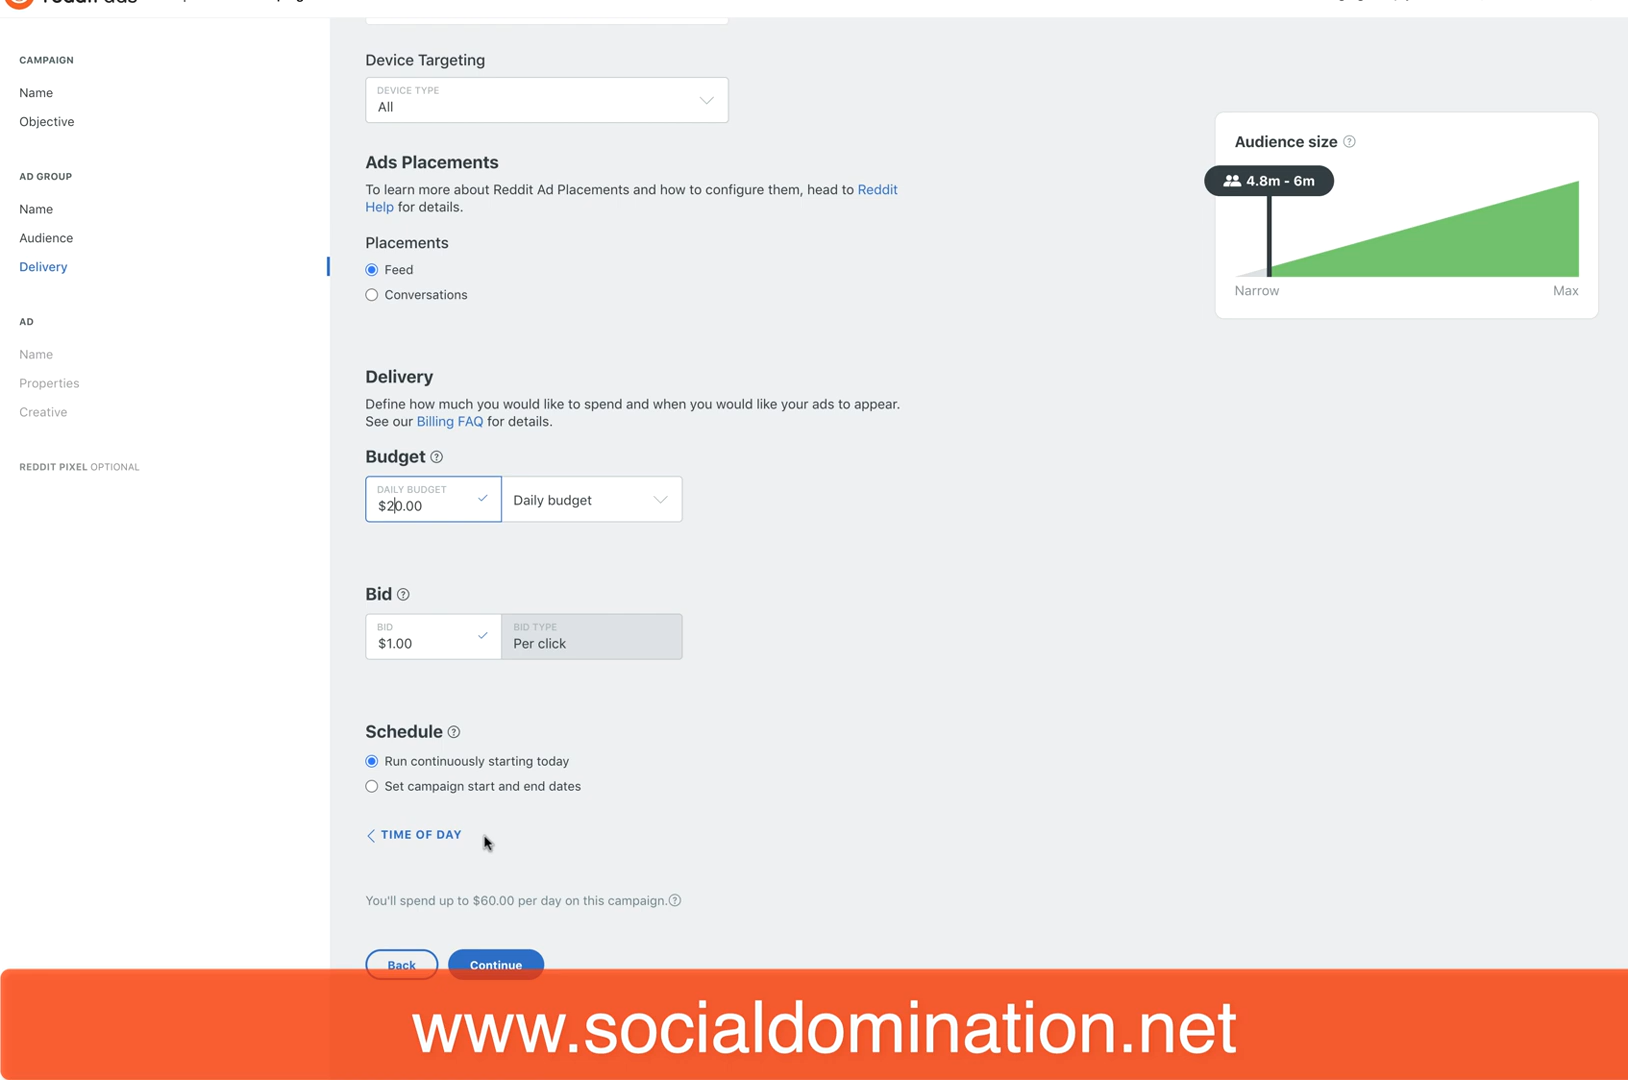 CAMPAIGN
Name
Objective
AD GROUP
Name
Audience
Delivery
AD
Name
Properties
Creative
REDDIT PIXEL OPTIONAL
Device Targeting
DEVICE TYPE
All
Ads Placements
To learn more about Reddit Ad Placements and how to configure them, head to Reddit
Help for details.
Placements
Feed
Conversations
Delivery
Define how much you would like to spend and when you would like your ads to appear.
See our Billing FAQ for details.
Budget
DAILY BUDGET
$20.00
Daily budget
Bid
BID
$1.00
BID TYPE
Per click
Schedule
Run continuously starting today
Set campaign start and end dates
TIME OF DAY
You'll spend up to $60.00 per day on this campaign.
Back
Continue
Audience size
4.8m - 6m
Narrow
Max
www.socialdomination.net